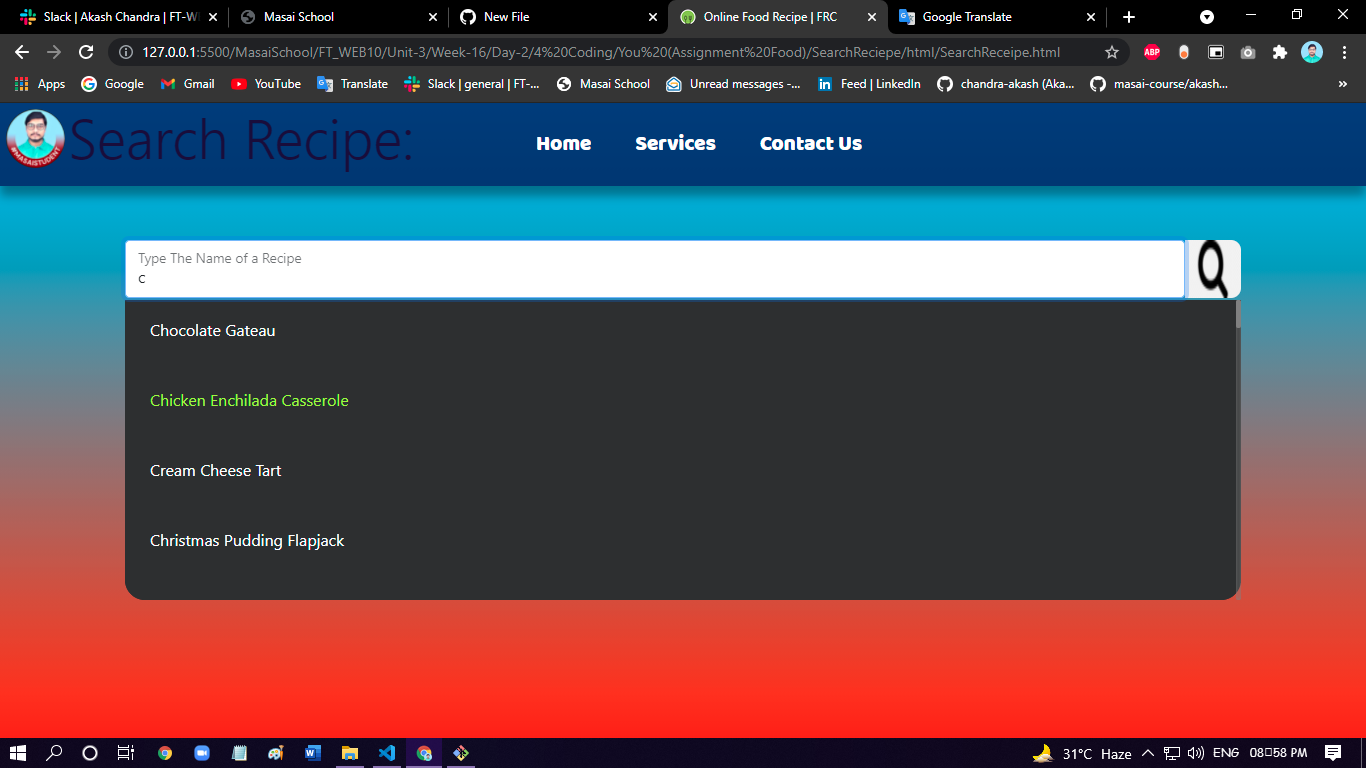 Slack | Akash Chandra | FT-W
Masai School
New File
Online Food Recipe | FRC
Google Translate
127.0.0.1:5500/MasaiSchool/FT_WEB10/Unit-3/Week-16/Day-2/4%20Coding/You%20(Assignment%20Food)/SearchReciepe/html/SearchReceipe.html
ABP
Apps
Google
Gmail
YouTube
Translate
Slack | general | FT-...
Masai School
Unread messages -...
Feed | LinkedIn
chandra-akash (Aka...
masai-course/akash...
»
#MASAISTUDENT
Search Recipe:
Home
Services
Contact Us
Type The Name of a Recipe
c
Chocolate Gateau
Chicken Enchilada Casserole
Cream Cheese Tart
Christmas Pudding Flapjack
31°C Haze
ENG
08▯58 PM